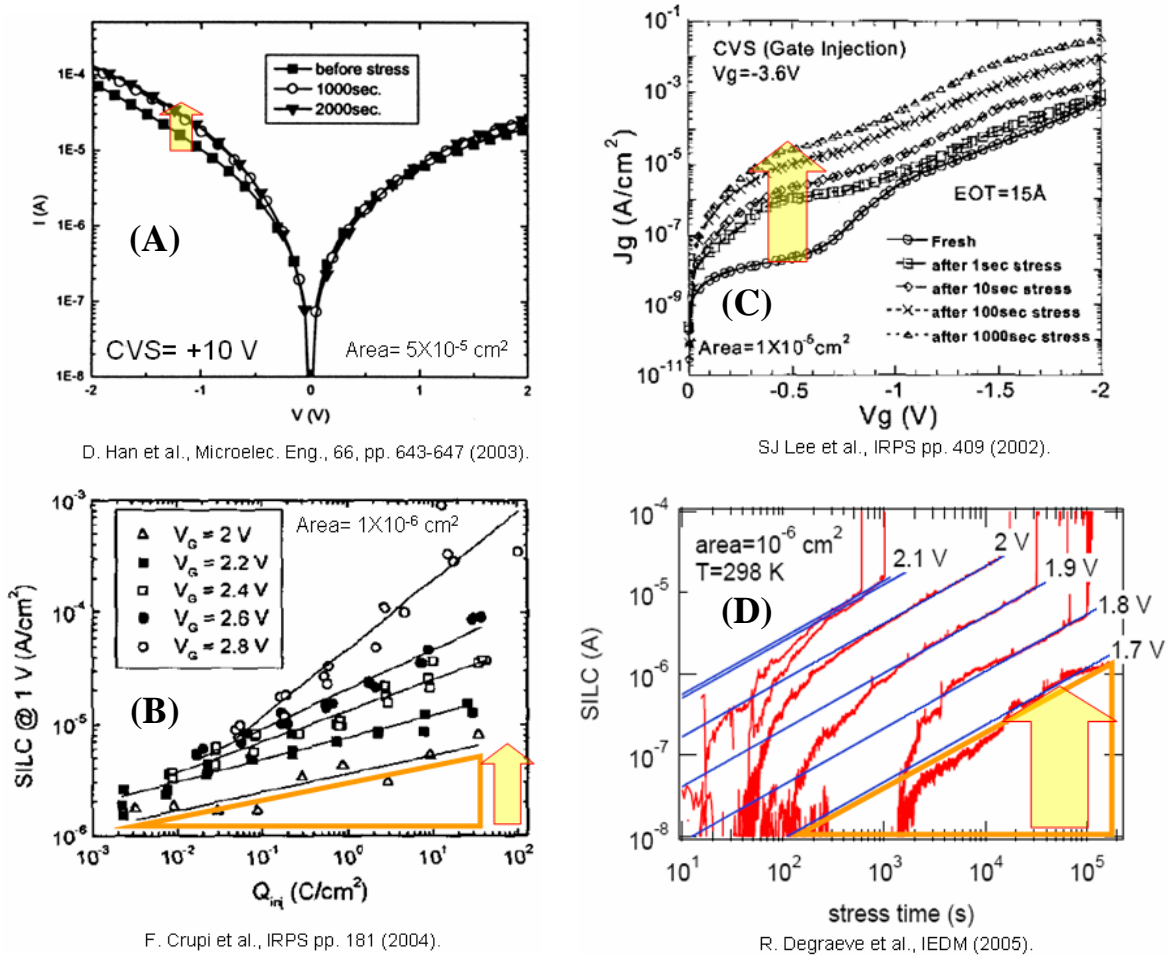 1E-4
1E-5
1E-6
1E-7
1E-8
I (A)
before stress
1000sec.
2000sec.
(A)
CVS= +10 V
Area= 5X10⁻⁵ cm²
-2 -1 0 1 2
V (V)
D. Han et al., Microelec. Eng., 66, pp. 643-647 (2003).
10⁻¹
10⁻³
10⁻⁵
10⁻⁷
10⁻⁹
10⁻¹¹
Jg (A/cm²)
CVS (Gate Injection)
Vg=-3.6V
EOT=15Å
Fresh
after 1sec stress
after 10sec stress
after 100sec stress
after 1000sec stress
(C)
Area=1X10⁻⁵cm²
0 -0.5 -1 -1.5 -2
Vg (V)
SJ Lee et al., IRPS pp. 409 (2002).
10⁻³
10⁻⁴
10⁻⁵
10⁻⁶
SILC @ 1 V (A/cm²)
V_G = 2 V
V_G = 2.2 V
V_G = 2.4 V
V_G = 2.6 V
V_G = 2.8 V
Area= 1X10⁻⁶ cm²
(B)
10⁻³ 10⁻² 10⁻¹ 10⁰ 10¹ 10²
Q_inj (C/cm²)
F. Crupi et al., IRPS pp. 181 (2004).
10⁻⁴
10⁻⁵
10⁻⁶
10⁻⁷
10⁻⁸
SILC (A)
area=10⁻⁶ cm²
T=298 K
(D)
2.1 V
2 V
1.9 V
1.8 V
1.7 V
10¹ 10² 10³ 10⁴ 10⁵
stress time (s)
R. Degraeve et al., IEDM (2005).